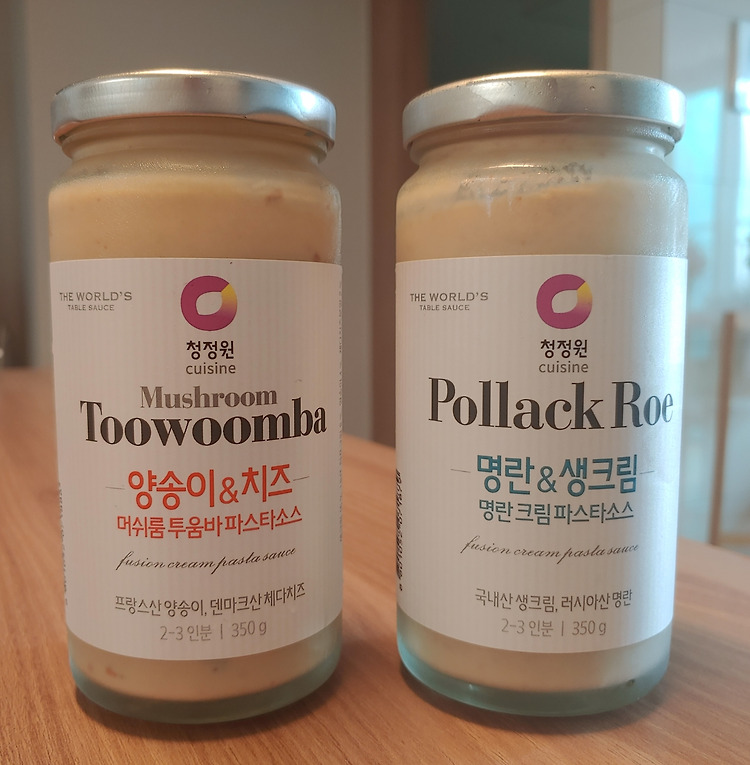 THE WORLD'S
TABLE SAUCE
청정원
cuisine
Mushroom
Toowoomba
양송이&치즈
머쉬룸 투움바 파스타소스
fusion cream pasta sauce
프랑스산 양송이, 덴마크산 체다치즈
2-3 인분 | 350 g
THE WORLD'S
TABLE SAUCE
청정원
cuisine
Pollack Roe
명란&생크림
명란 크림 파스타소스
fusion cream pasta sauce
국내산 생크림, 러시아산 명란
2-3 인분 | 350 g